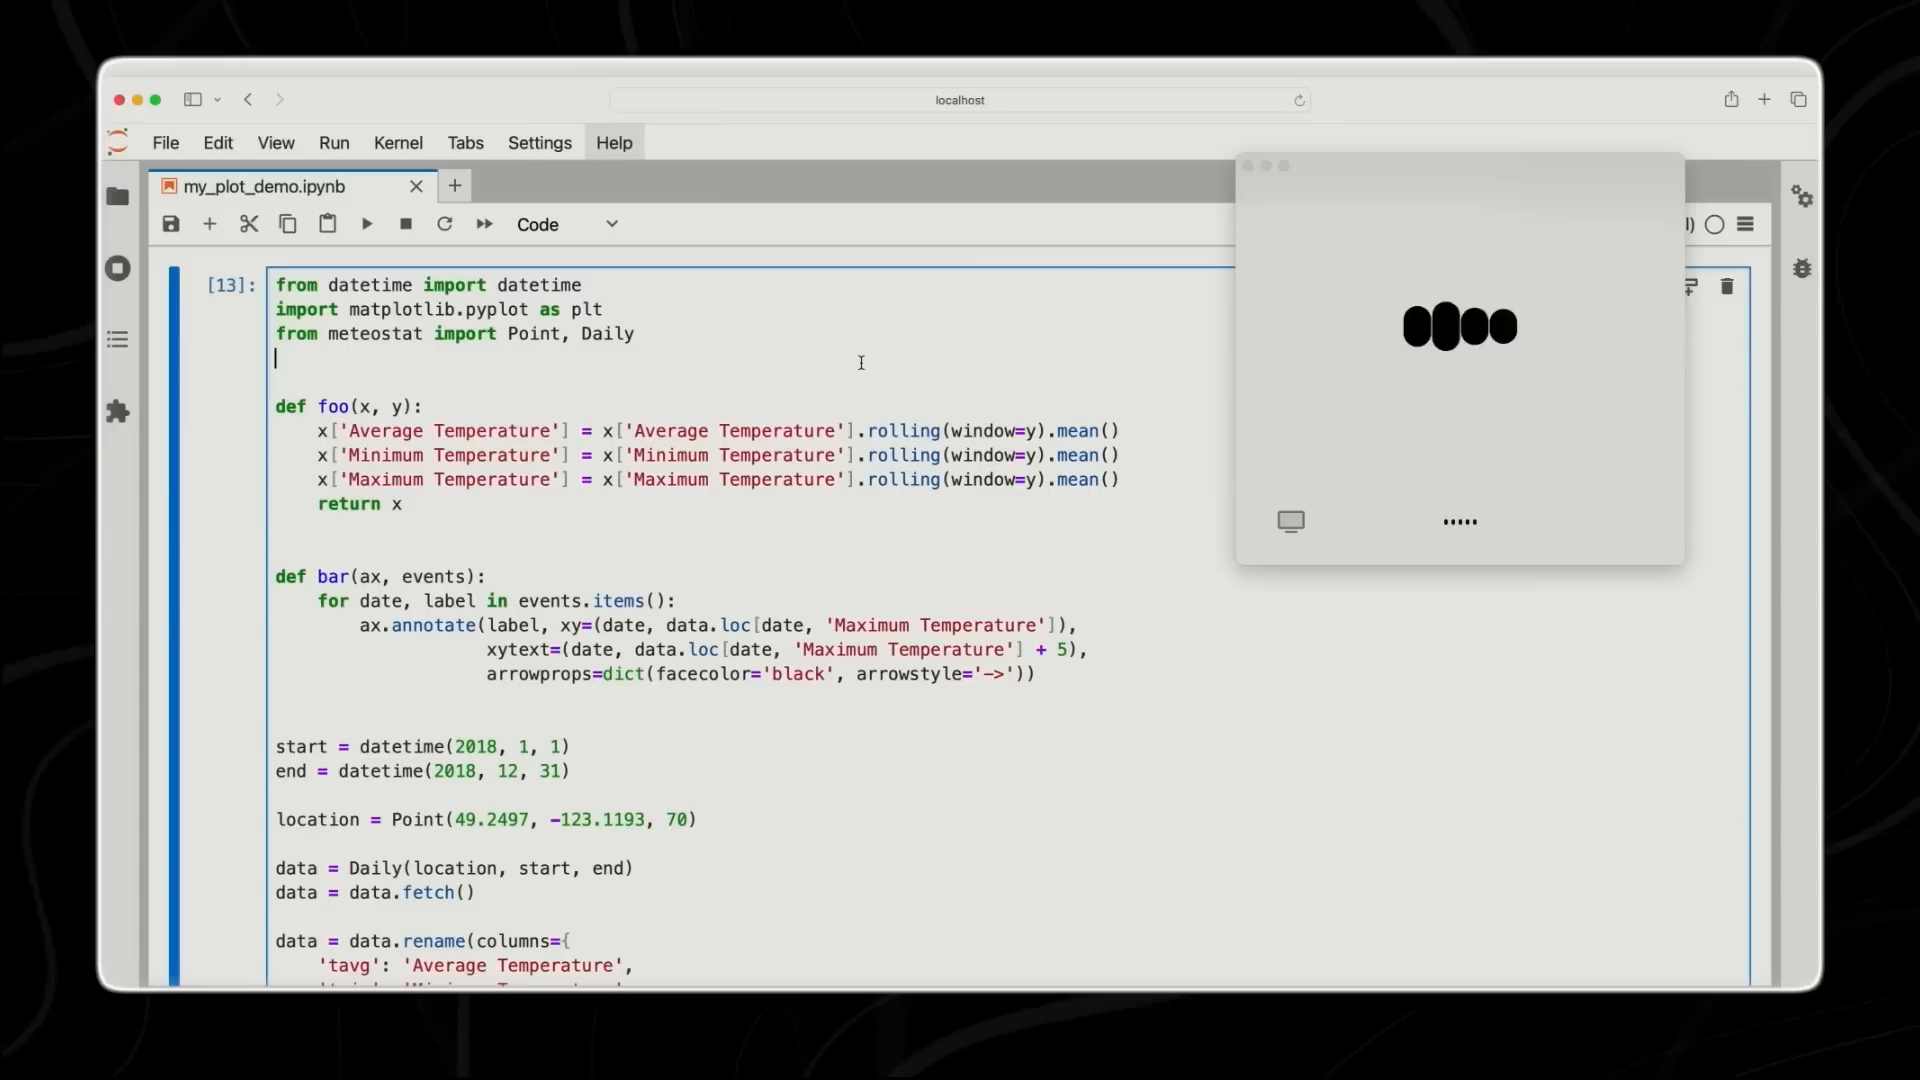 localhost
File Edit View Run Kernel Tabs Settings Help
my_plot_demo.ipynb
Code
[13]:
from datetime import datetime
import matplotlib.pyplot as plt
from meteostat import Point, Daily
def foo(x, y):
    x['Average Temperature'] = x['Average Temperature'].rolling(window=y).mean()
    x['Minimum Temperature'] = x['Minimum Temperature'].rolling(window=y).mean()
    x['Maximum Temperature'] = x['Maximum Temperature'].rolling(window=y).mean()
    return x
def bar(ax, events):
    for date, label in events.items():
        ax.annotate(label, xy=(date, data.loc[date, 'Maximum Temperature']),
                    xytext=(date, data.loc[date, 'Maximum Temperature'] + 5),
                    arrowprops=dict(facecolor='black', arrowstyle='->'))
start = datetime(2018, 1, 1)
end = datetime(2018, 12, 31)
location = Point(49.2497, -123.1193, 70)
data = Daily(location, start, end)
data = data.fetch()
data = data.rename(columns={
    'tavg': 'Average Temperature',